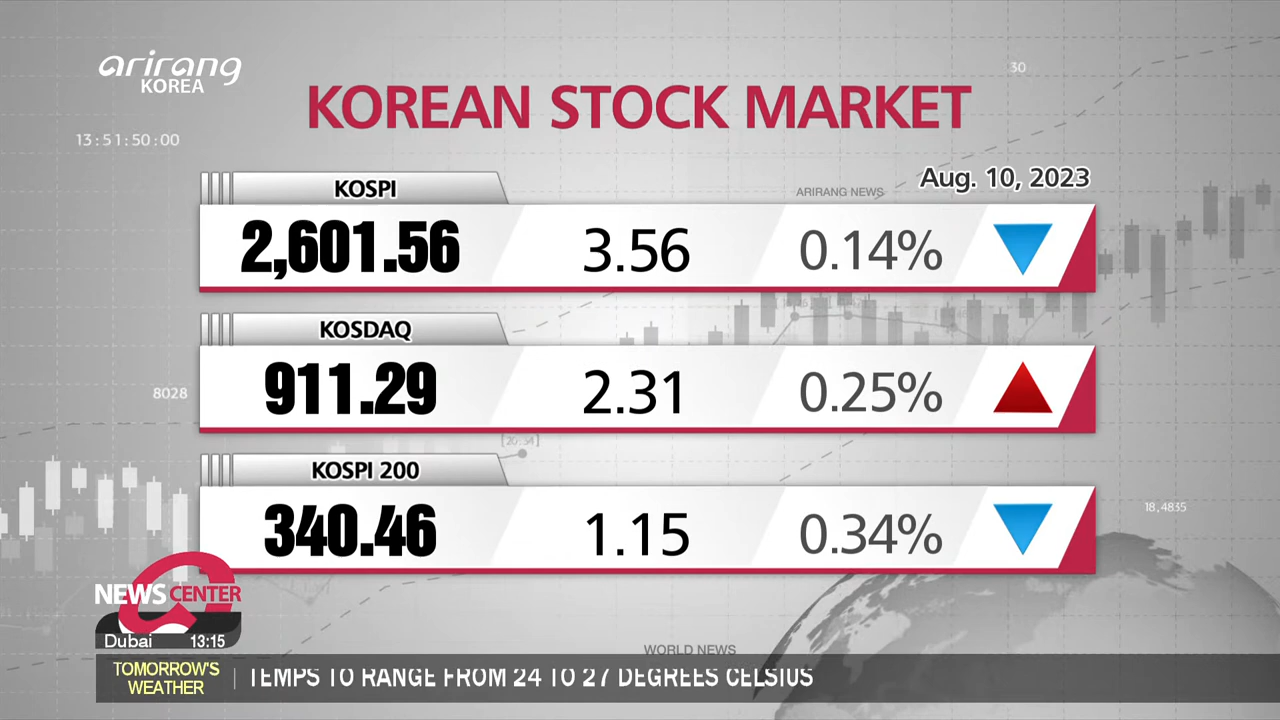 arirang
KOREA
30
KOREAN STOCK MARKET
13:51:50:00
Aug. 10, 2023
KOSPI
ARIRANG NEWS
2,601.56 3.56 0.14%
KOSDAQ
911.29 2.31 0.25%
8028
[20:54]
KOSPI 200
340.46 1.15 0.34%
18,4835
NEWS CENTER
Dubai 13:15
WORLD NEWS
TOMORROW'S
WEATHER
TEMPS TO RANGE FROM 24 TO 27 DEGREES CELSIUS